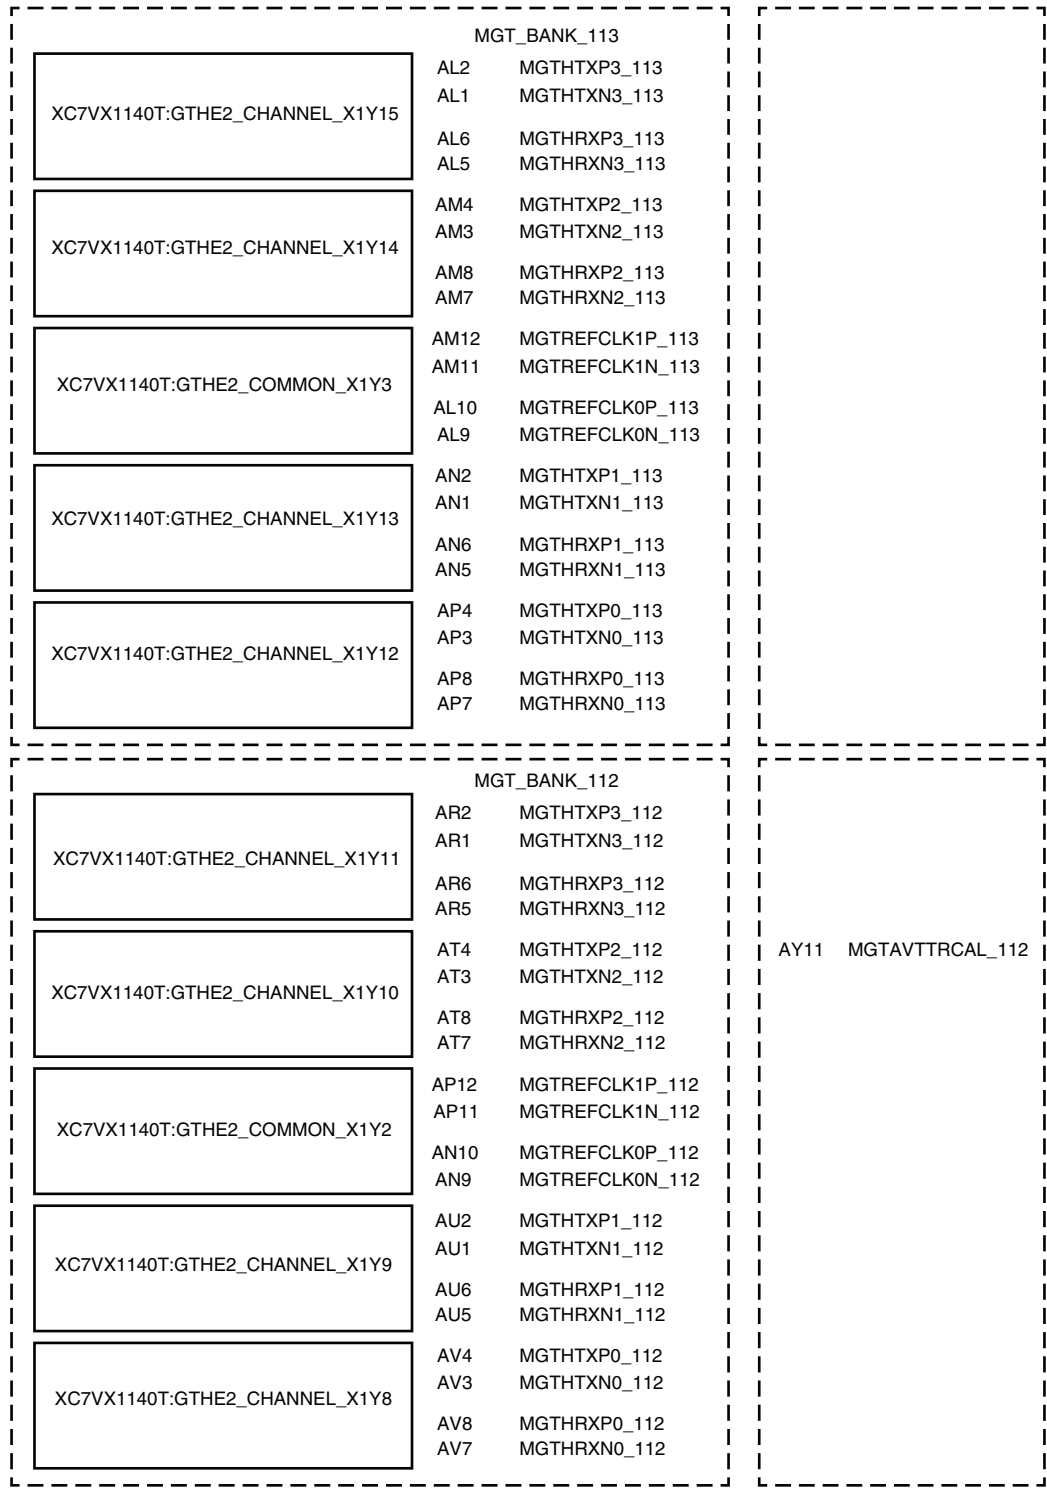 MGT_BANK_113
AL2 MGTHTXP3_113
AL1 MGTHTXN3_113
XC7VX1140T:GTHE2_CHANNEL_X1Y15
AL6 MGTHRXP3_113
AL5 MGTHRXN3_113
AM4 MGTHTXP2_113
AM3 MGTHTXN2_113
XC7VX1140T:GTHE2_CHANNEL_X1Y14
AM8 MGTHRXP2_113
AM7 MGTHRXN2_113
AM12 MGTREFCLK1P_113
AM11 MGTREFCLK1N_113
XC7VX1140T:GTHE2_COMMON_X1Y3
AL10 MGTREFCLK0P_113
AL9 MGTREFCLK0N_113
AN2 MGTHTXP1_113
AN1 MGTHTXN1_113
XC7VX1140T:GTHE2_CHANNEL_X1Y13
AN6 MGTHRXP1_113
AN5 MGTHRXN1_113
AP4 MGTHTXP0_113
AP3 MGTHTXN0_113
XC7VX1140T:GTHE2_CHANNEL_X1Y12
AP8 MGTHRXP0_113
AP7 MGTHRXN0_113
MGT_BANK_112
AR2 MGTHTXP3_112
AR1 MGTHTXN3_112
XC7VX1140T:GTHE2_CHANNEL_X1Y11
AR6 MGTHRXP3_112
AR5 MGTHRXN3_112
AT4 MGTHTXP2_112
AY11 MGTAVTTRCAL_112
AT3 MGTHTXN2_112
XC7VX1140T:GTHE2_CHANNEL_X1Y10
AT8 MGTHRXP2_112
AT7 MGTHRXN2_112
AP12 MGTREFCLK1P_112
AP11 MGTREFCLK1N_112
XC7VX1140T:GTHE2_COMMON_X1Y2
AN10 MGTREFCLK0P_112
AN9 MGTREFCLK0N_112
AU2 MGTHTXP1_112
AU1 MGTHTXN1_112
XC7VX1140T:GTHE2_CHANNEL_X1Y9
AU6 MGTHRXP1_112
AU5 MGTHRXN1_112
AV4 MGTHTXP0_112
AV3 MGTHTXN0_112
XC7VX1140T:GTHE2_CHANNEL_X1Y8
AV8 MGTHRXP0_112
AV7 MGTHRXN0_112